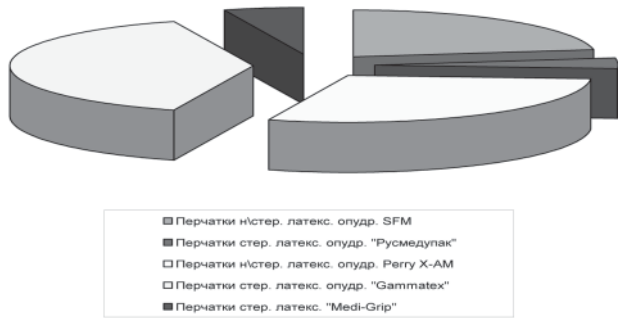 Перчатки н\стер. латекс. опудр. SFM
Перчатки стер. латекс. опудр. "Русмедупак"
Перчатки н\стер. латекс. опудр. Perry X-AM
Перчатки стер. латекс. опудр. "Gammatex"
Перчатки стер. латекс. "Medi-Grip"